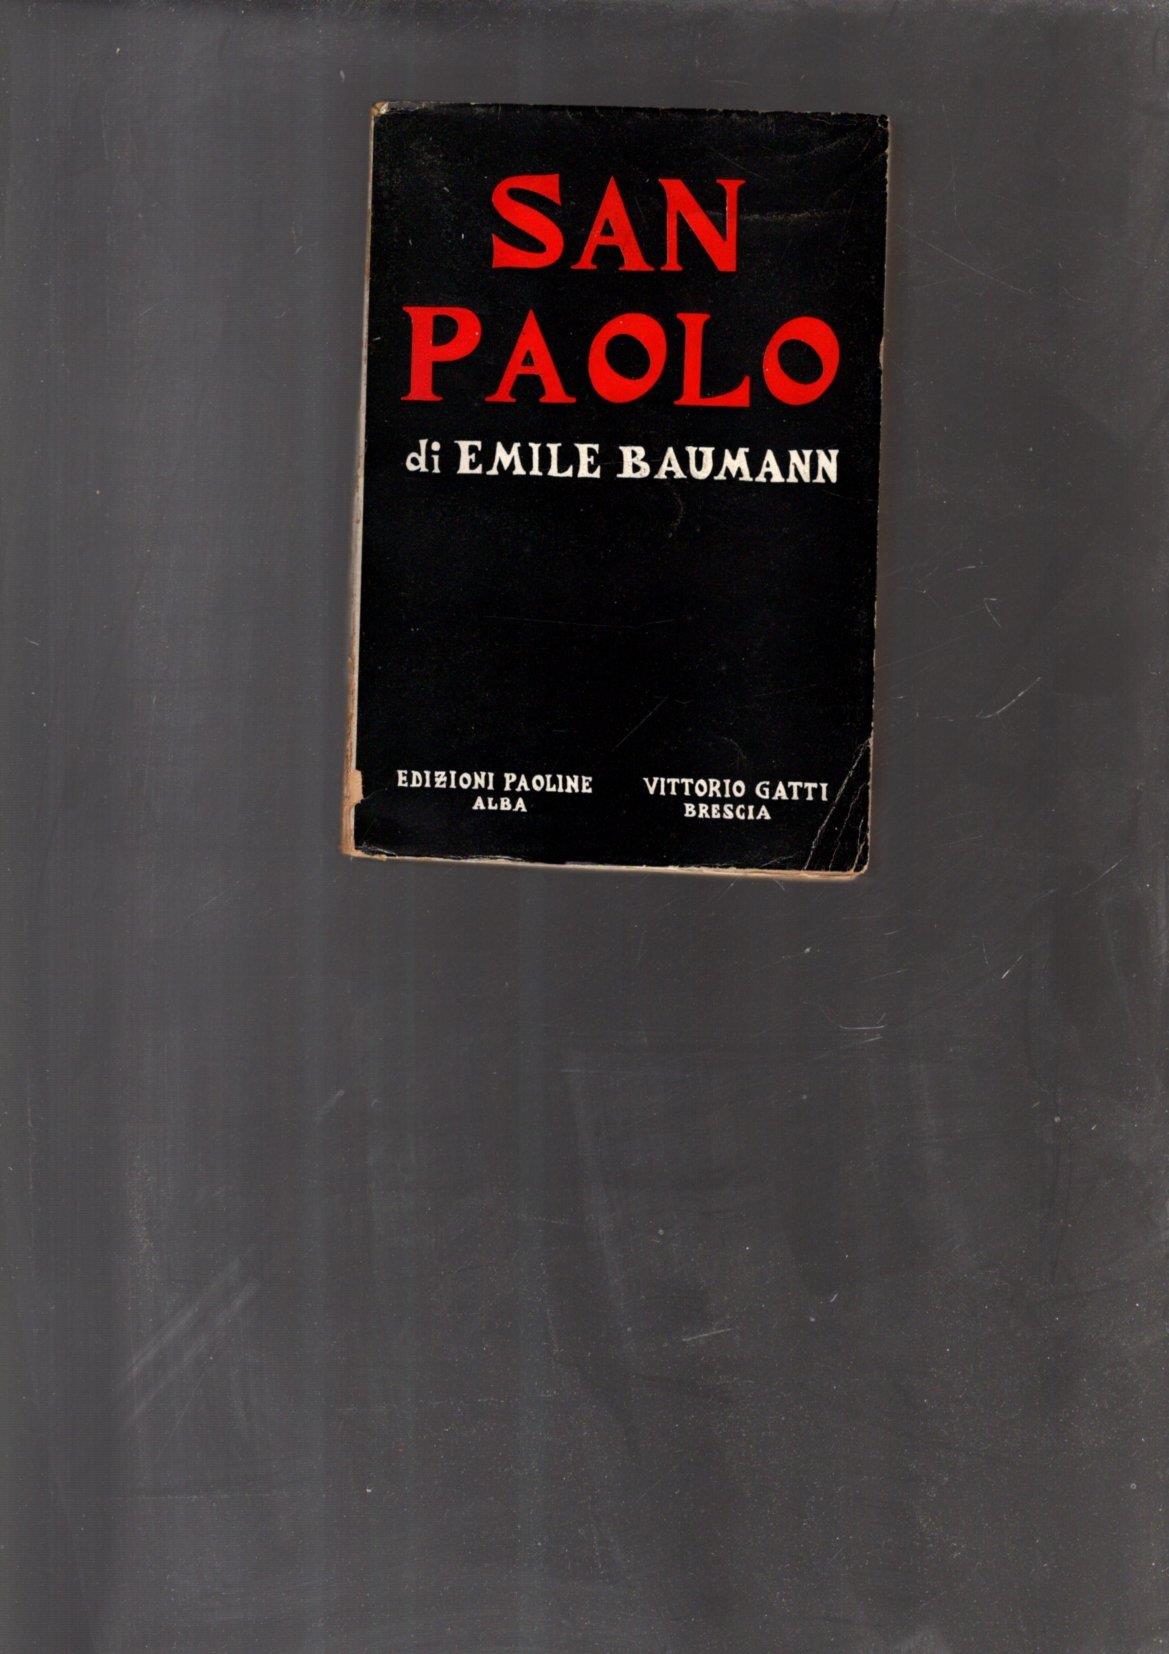 SAN
PAOLO
di EMILE BAUMANN
EDIZIONI PAOLINE
ALBA
VITTORIO GATTI
BRESCIA